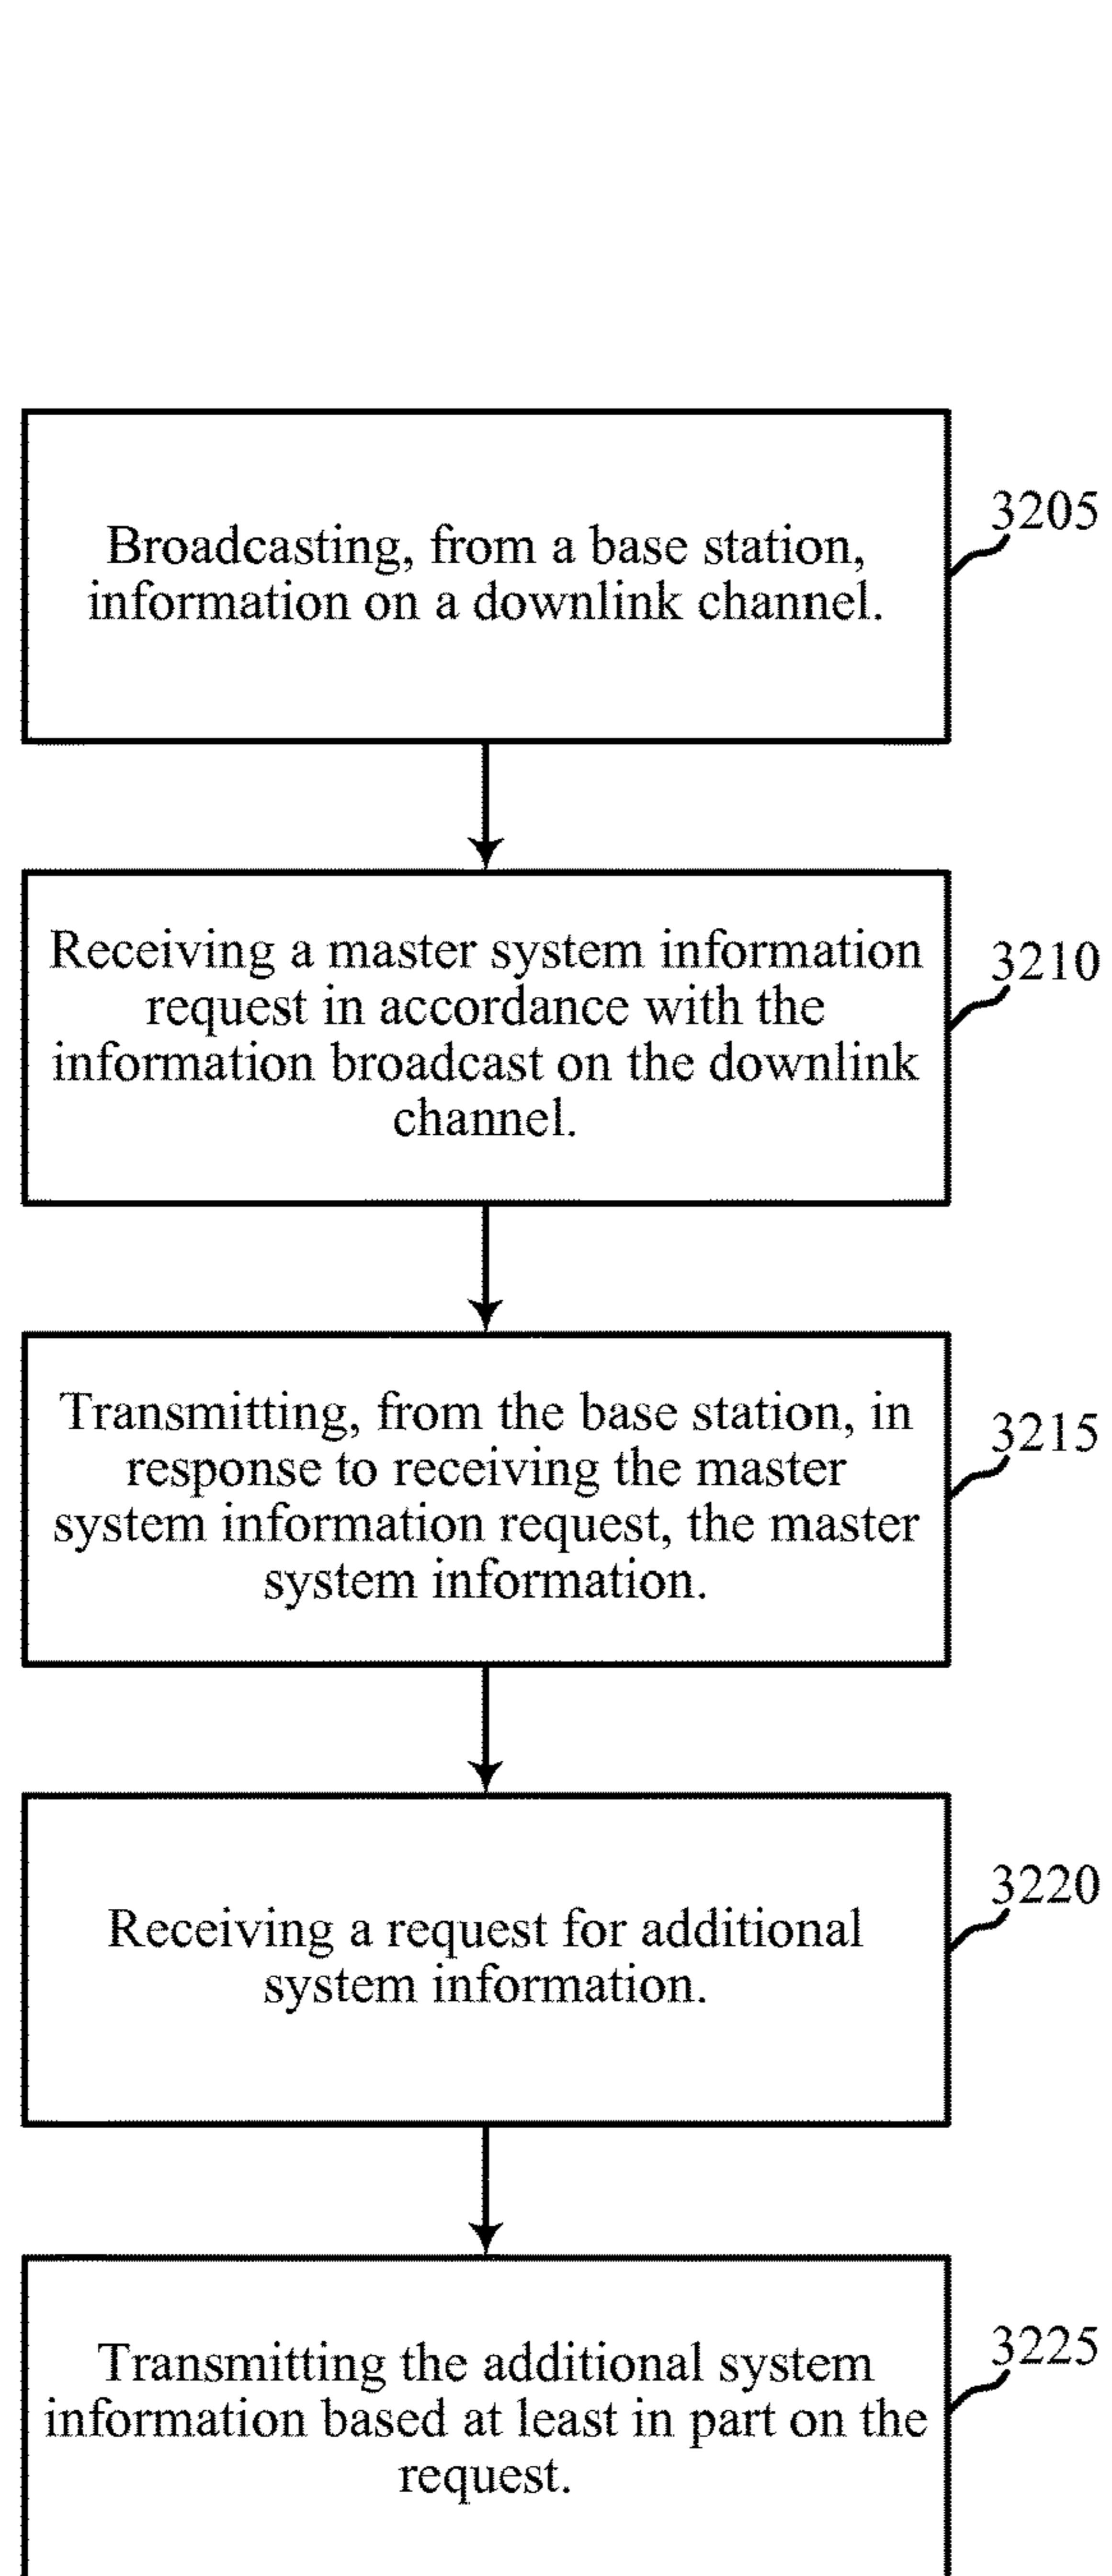 Broadcasting, from a base station,
information on a downlink channel.
3205
Receiving a master system information
request in accordance with the
information broadcast on the downlink
channel.
3210
Transmitting, from the base station, in
response to receiving the master
system information request, the master
system information.
3215
Receiving a request for additional
system information.
3220
Transmitting the additional system
information based at least in part on the
request.
3225